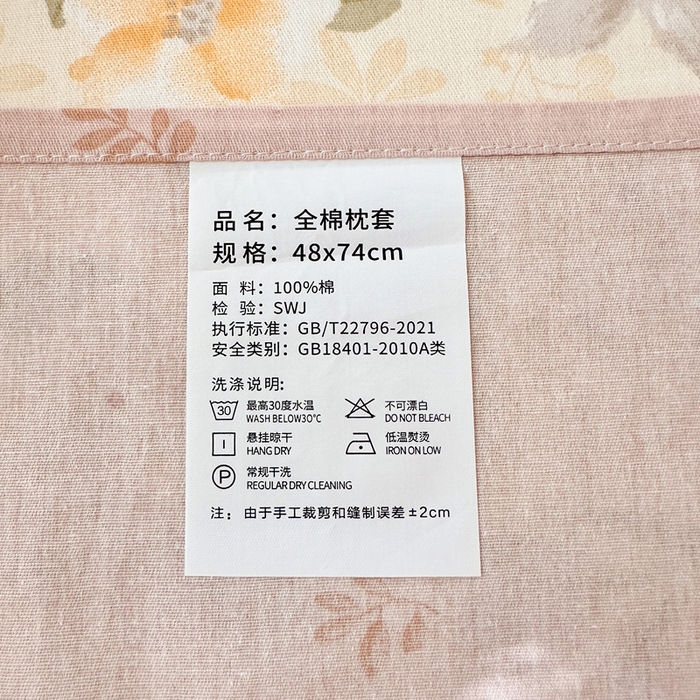 品名：全棉枕套
规格：48x74cm
面 料：100%棉
检 验：SWJ
执行标准：GB/T22796-2021
安全类别：GB18401-2010A类
洗涤说明:
30 最高30度水温 不可漂白
WASH BELOW30°C DO NOT BLEACH
悬挂晾干 低温熨烫
HANG DRY IRON ON LOW
P 常规干洗
REGULAR DRY CLEANING
注：由于手工裁剪和缝制误差±2cm